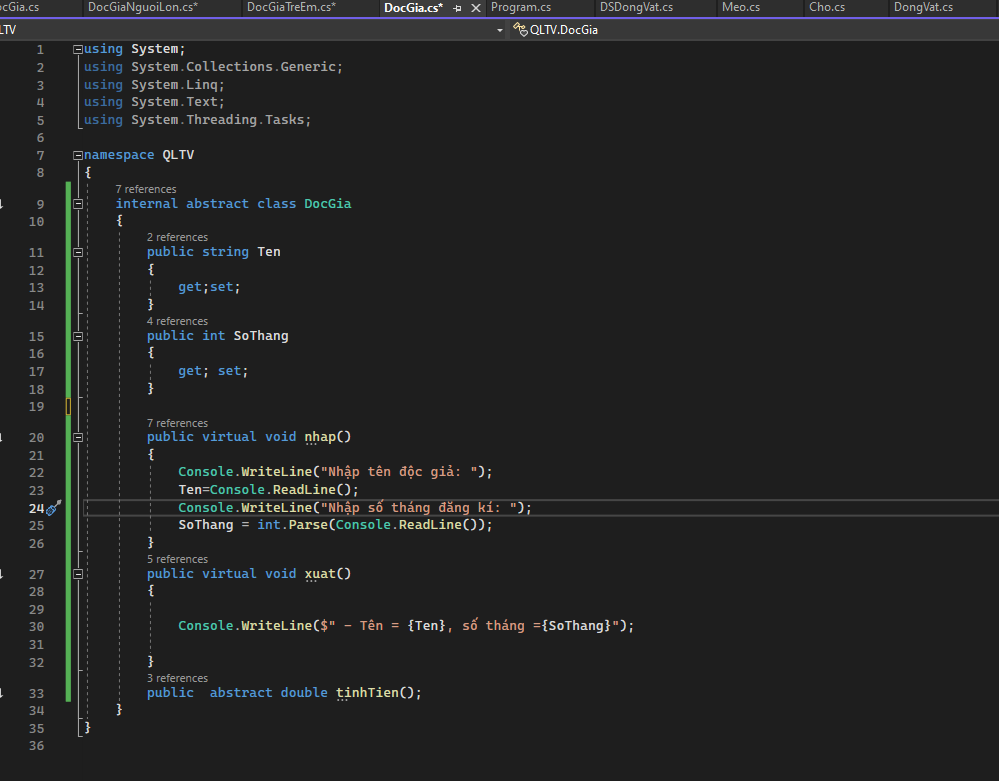 ocGia.cs DocGiaNguoiLon.cs* DocGiaTreEm.cs* DocGia.cs* Program.cs DSDongVat.cs Meo.cs Cho.cs DongVat.cs
LTV QLTV.DocGia
1 using System;
2 using System.Collections.Generic;
3 using System.Linq;
4 using System.Text;
5 using System.Threading.Tasks;
6
7 namespace QLTV
8 {
7 references
9 internal abstract class DocGia
10 {
2 references
11 public string Ten
12 {
13 get;set;
14 }
4 references
15 public int SoThang
16 {
17 get; set;
18 }
19
7 references
20 public virtual void nhap()
21 {
22 Console.WriteLine("Nhập tên độc giả: ");
23 Ten=Console.ReadLine();
24 Console.WriteLine("Nhập số tháng đăng kí: ");
25 SoThang = int.Parse(Console.ReadLine());
26 }
5 references
27 public virtual void xuat()
28 {
29
30 Console.WriteLine($" - Tên = {Ten}, số tháng ={SoThang}");
31
32 }
3 references
33 public  abstract double tinhTien();
34 }
35 }
36